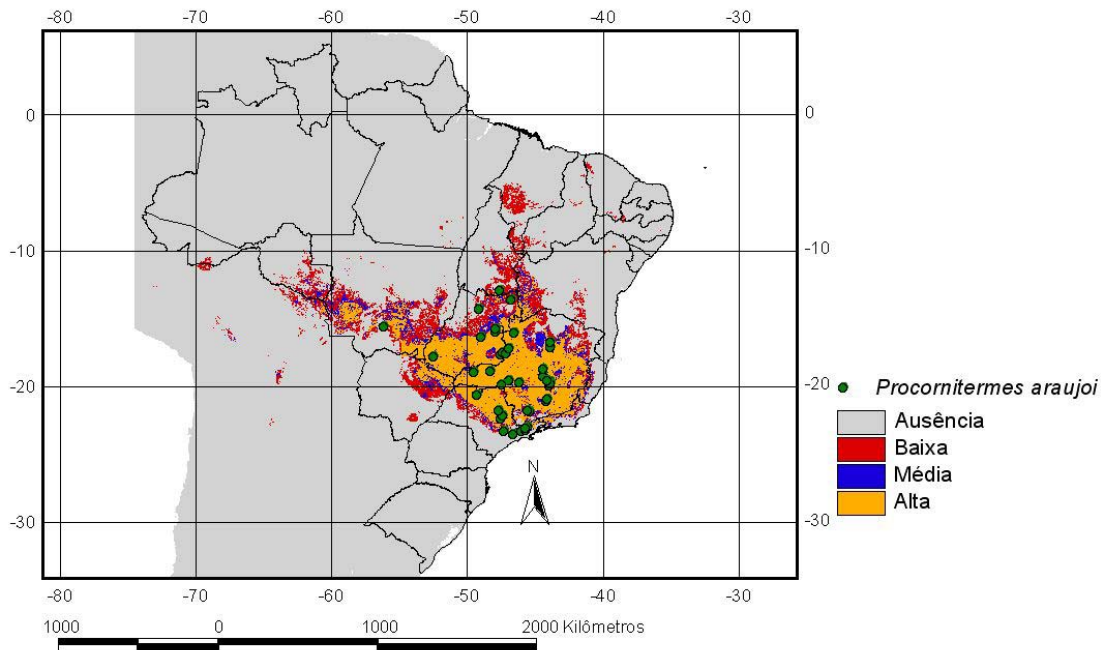 -80 -70 -60 -50 -40 -30
0 0
-10 -10
-20 -20
-30 -30
-80 -70 -60 -50 -40 -30
N
1000 0 1000 2000 Kilômetros
Procornitermes araujoi
Ausência
Baixa
Média
Alta